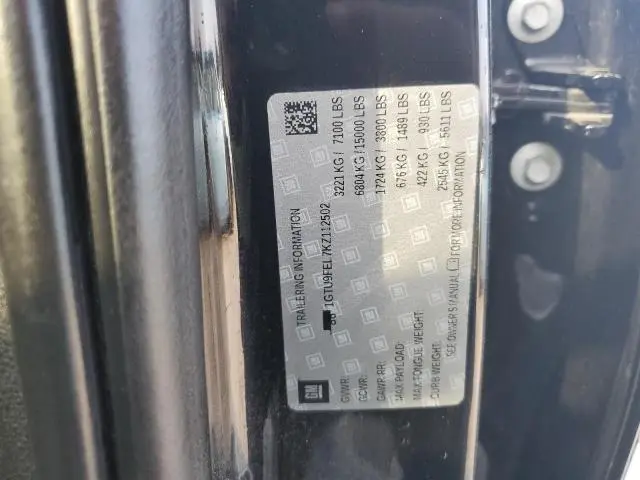 GM TRAILERING INFORMATION
1GTU9FEL7KZ112502
GVWR: 3221 KG / 7100 LBS
GCWR: 6804 KG / 15000 LBS
GAWR RR: 1724 KG / 3800 LBS
MAX PAYLOAD: 676 KG / 1489 LBS
MAX TONGUE WEIGHT: 422 KG / 930 LBS
CURB WEIGHT: 2545 KG / 5611 LBS
SEE OWNER'S MANUAL FOR MORE INFORMATION